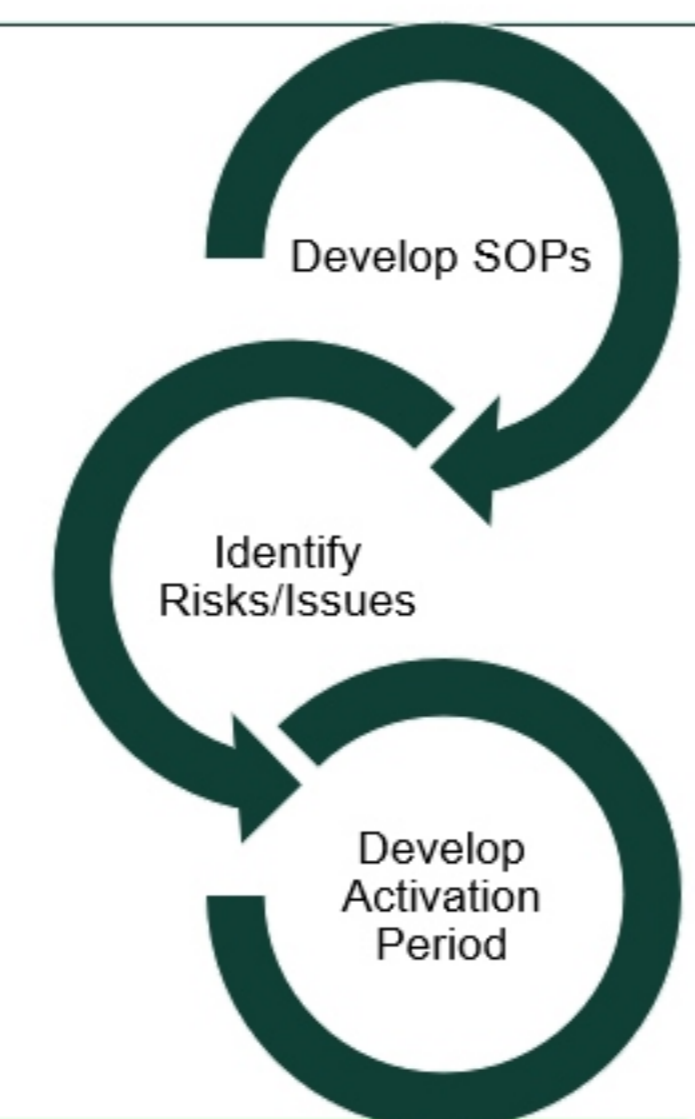 Develop SOPs
Identify
Risks/Issues
Develop
Activation
Period